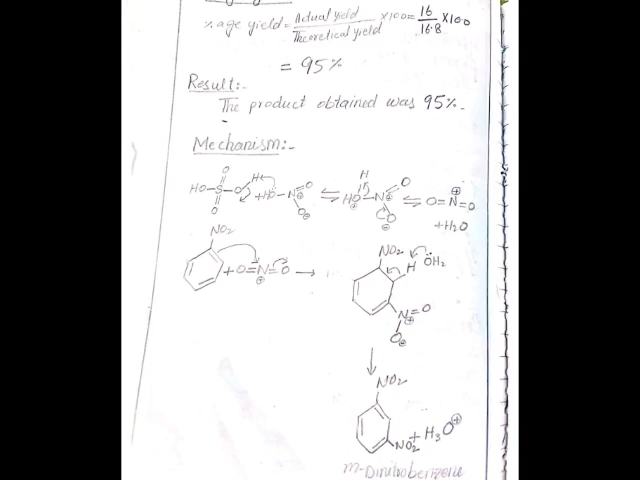 % age yield = Actual yield / Theoretical yield × 100 = 16 / 16.8 × 100
= 95%
Result:-
The product obtained was 95%.
Mechanism:-
HO-S-O-H + HO-N=O ⇌ HO-N=O ⇌ O=N=O
+H2O
NO2
+ O=N=O →
NO2 H OH2
N=O
O
NO2
NO2 + H3O⊕
m-Dinitrobenzene